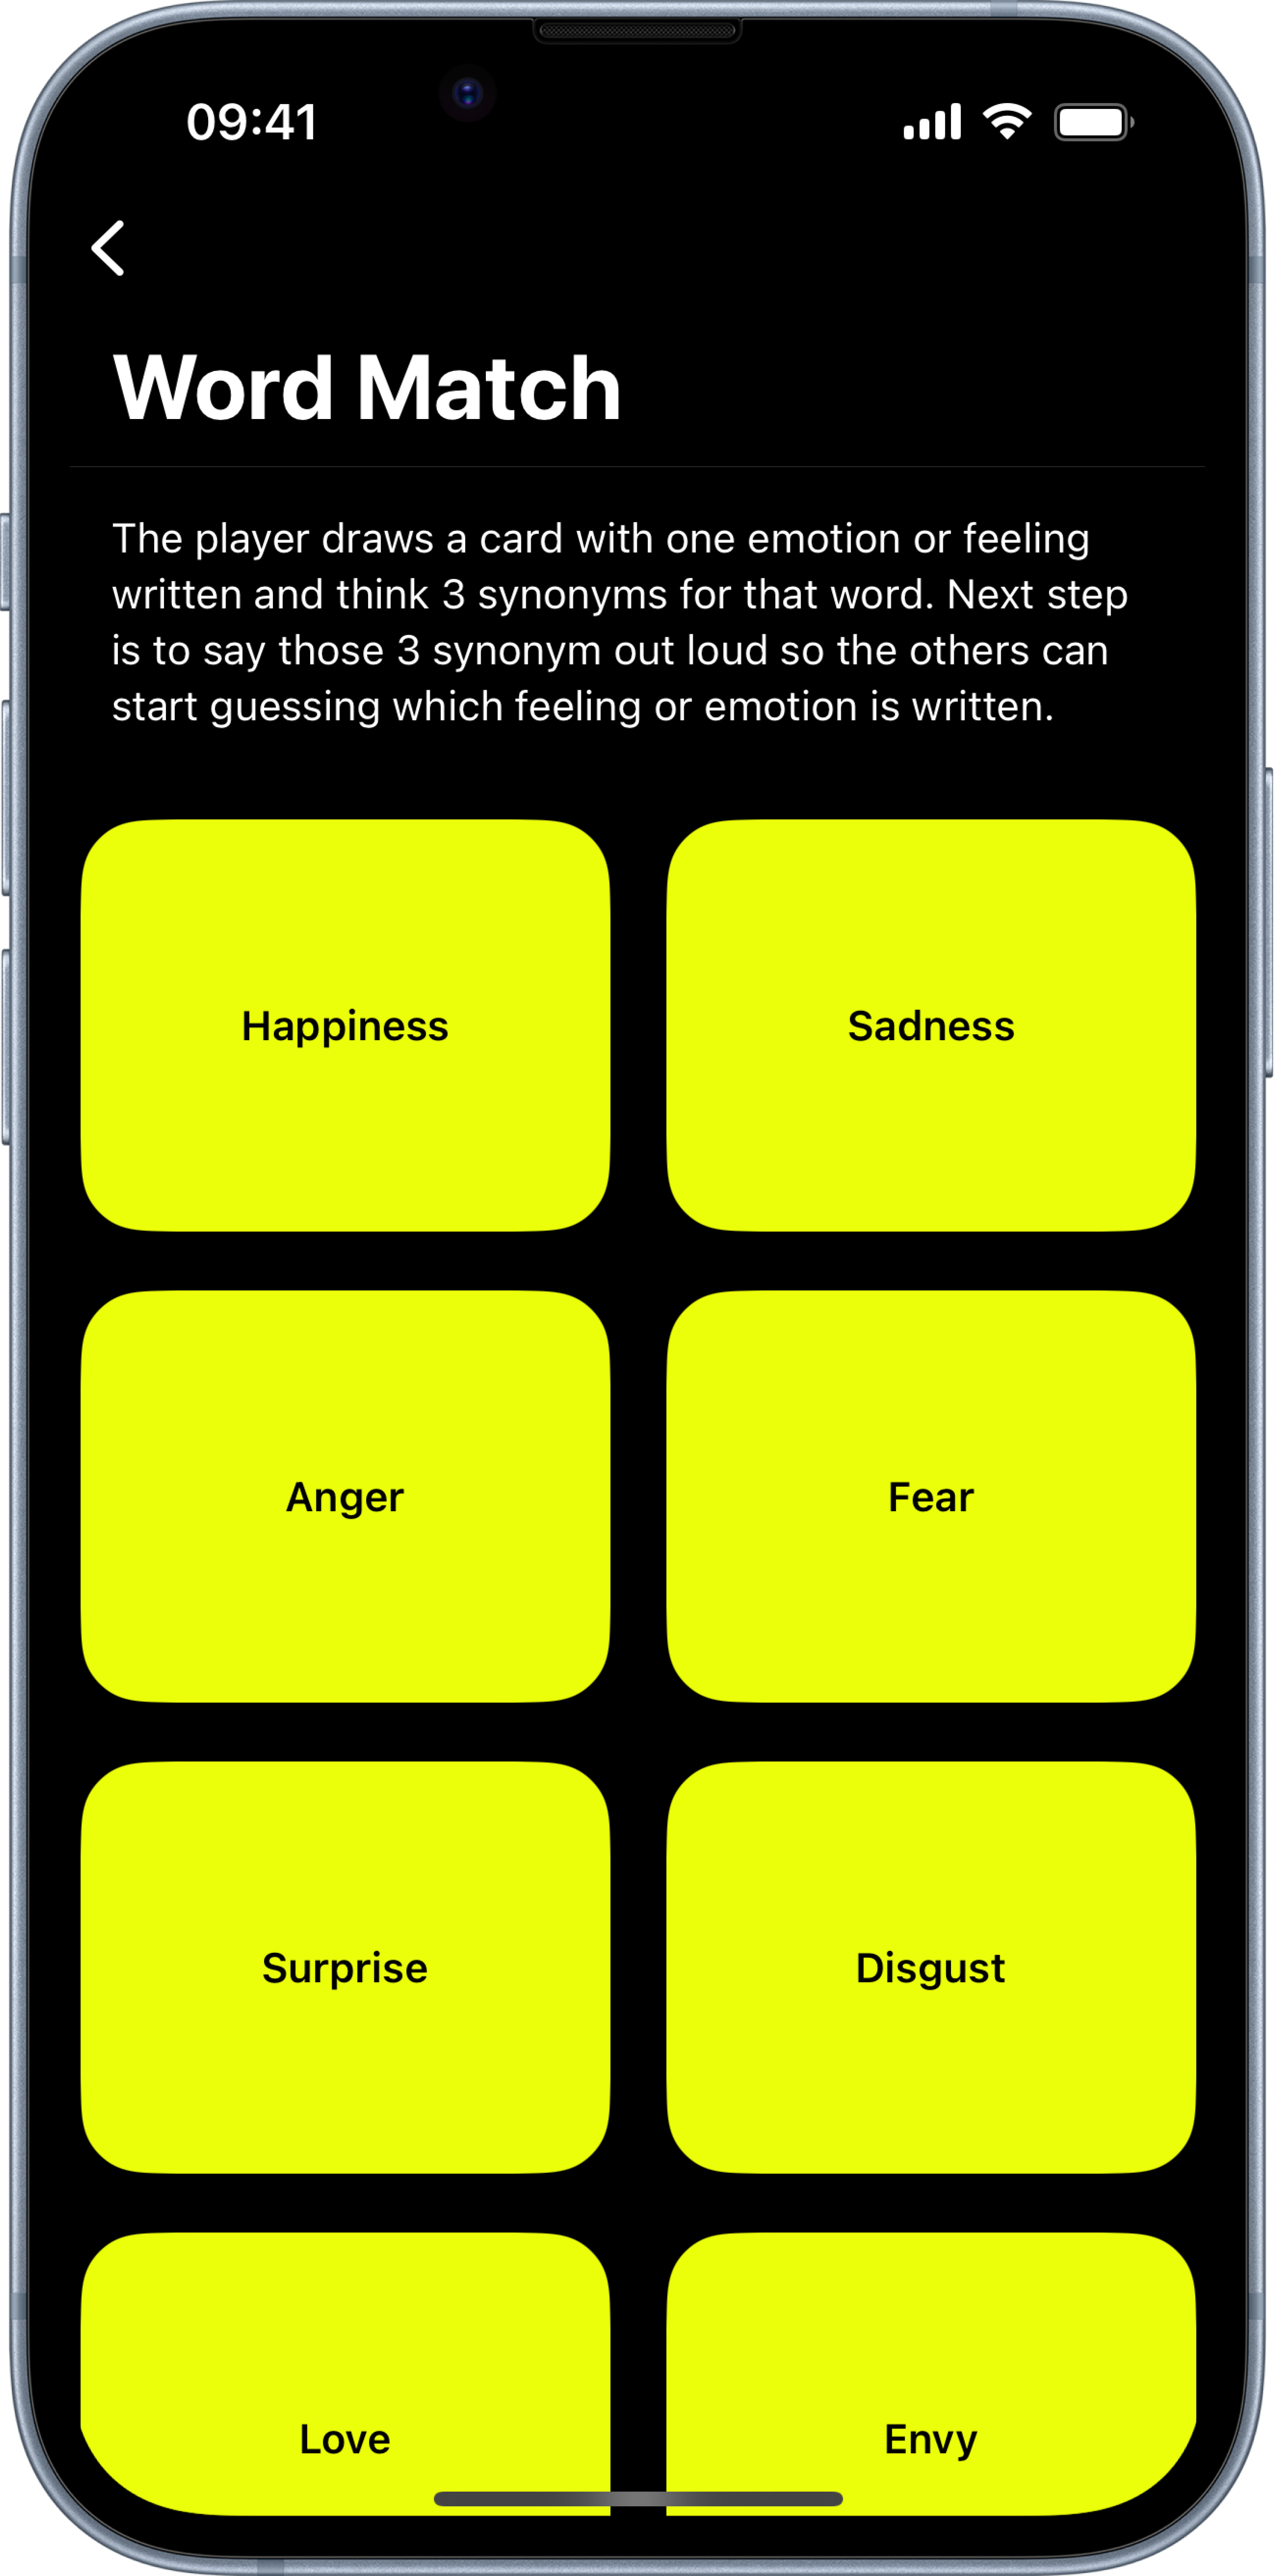 09:41
Word Match
The player draws a card with one emotion or feeling
written and think 3 synonyms for that word. Next step
is to say those 3 synonym out loud so the others can
start guessing which feeling or emotion is written.
Happiness
Sadness
Anger
Fear
Surprise
Disgust
Love
Envy